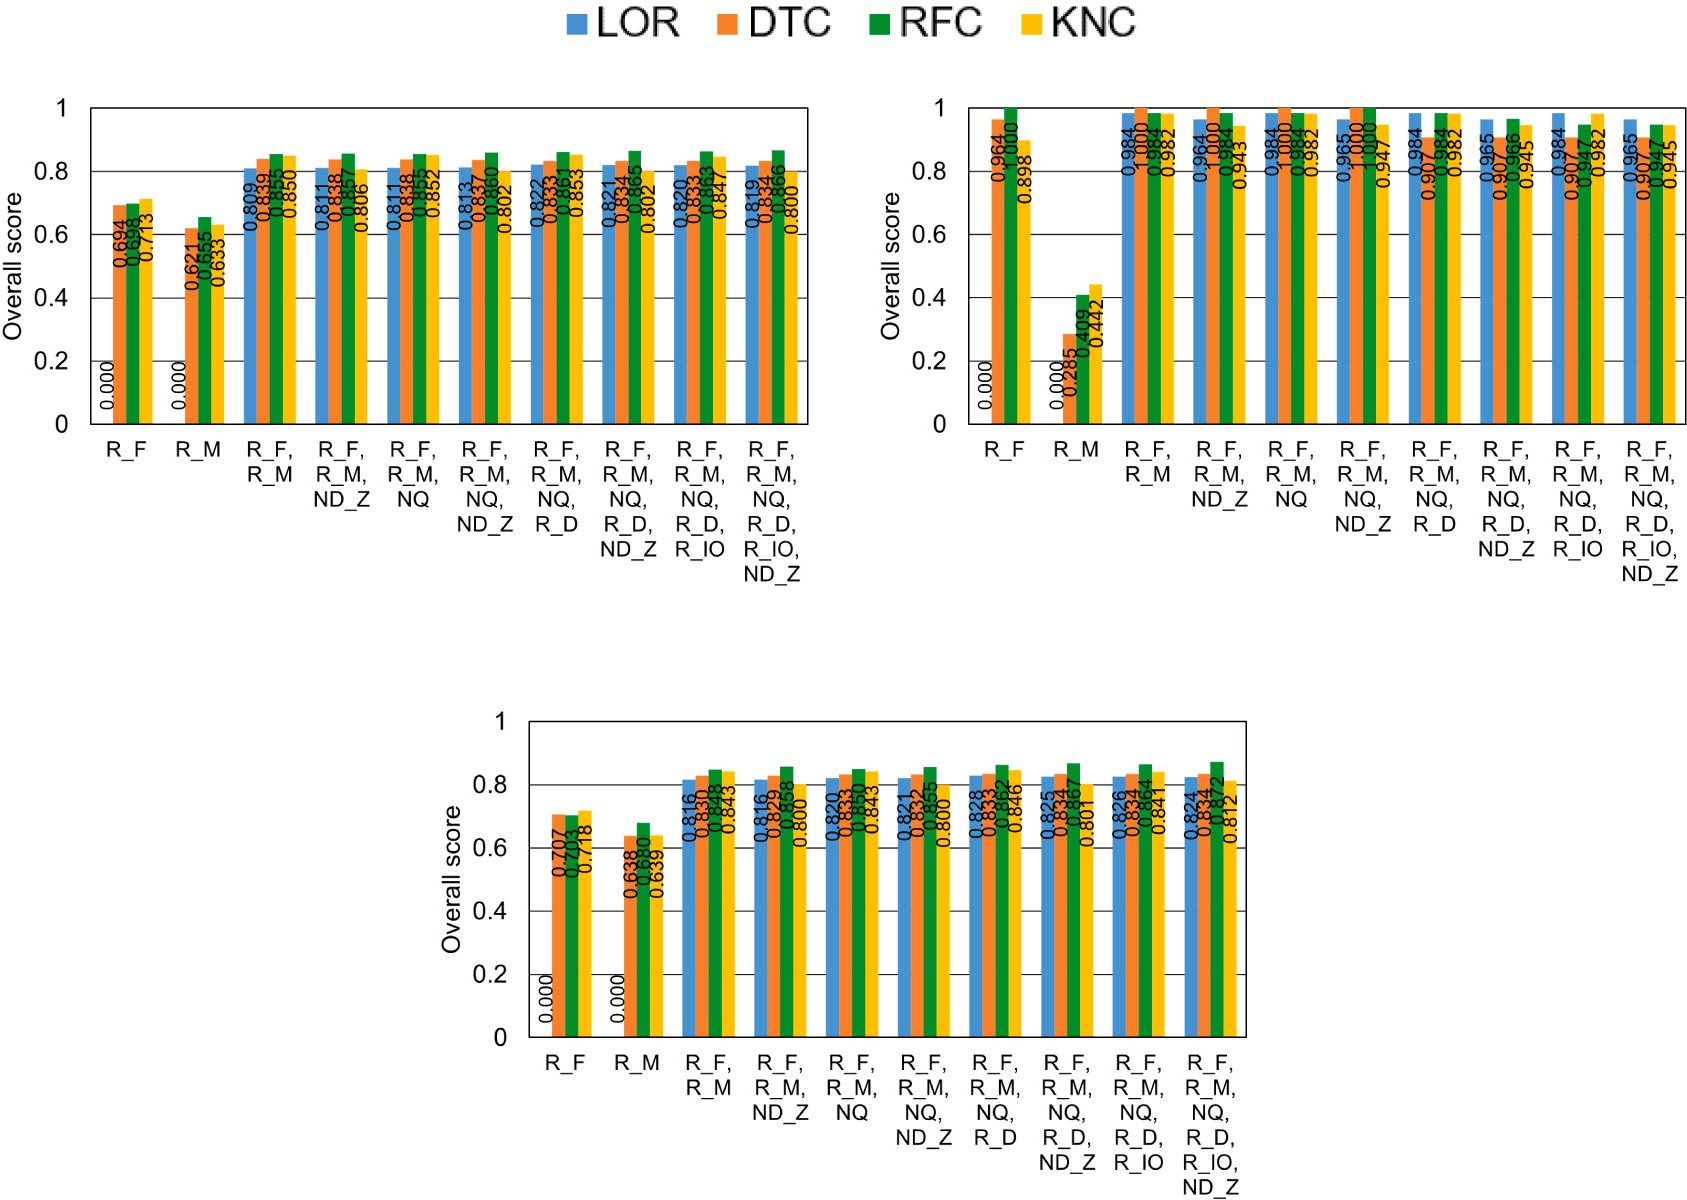 LOR DTC RFC KNC
Overall score
1
0.8
0.6
0.4
0.2
0
0.000 0.694 0.698 0.713
0.000 0.621 0.655 0.633
0.809 0.839 0.855 0.850
0.811 0.838 0.857 0.806
0.811 0.838 0.855 0.852
0.813 0.837 0.860 0.802
0.822 0.833 0.861 0.853
0.821 0.834 0.865 0.802
0.820 0.833 0.863 0.847
0.819 0.834 0.866 0.800
R_F R_M R_F, R_F, R_F, R_F, R_F, R_F, R_F, R_F,
R_M R_M, R_M, R_M, R_M, R_M, R_M, R_M,
ND_Z NQ NQ, NQ, NQ, NQ, NQ,
ND_Z R_D R_D, R_D, R_D,
ND_Z R_IO R_IO,
ND_Z
Overall score
1
0.8
0.6
0.4
0.2
0
0.000 0.964 1.000 0.898
0.000 0.285 0.409 0.442
0.984 1.000 0.984 0.982
0.964 1.000 0.984 0.943
0.984 1.000 0.984 0.982
0.965 1.000 1.000 0.947
0.984 0.907 0.984 0.982
0.965 0.907 0.966 0.945
0.984 0.907 0.947 0.982
0.965 0.907 0.947 0.945
R_F R_M R_F, R_F, R_F, R_F, R_F, R_F, R_F, R_F,
R_M R_M, R_M, R_M, R_M, R_M, R_M, R_M,
ND_Z NQ NQ, NQ, NQ, NQ, NQ,
ND_Z R_D R_D, R_D, R_D,
ND_Z R_IO R_IO,
ND_Z
Overall score
1
0.8
0.6
0.4
0.2
0
0.000 0.707 0.703 0.718
0.000 0.638 0.680 0.639
0.816 0.830 0.848 0.843
0.816 0.829 0.858 0.800
0.820 0.833 0.850 0.843
0.821 0.832 0.855 0.800
0.828 0.833 0.862 0.846
0.825 0.834 0.867 0.801
0.826 0.834 0.864 0.841
0.824 0.834 0.872 0.812
R_F R_M R_F, R_F, R_F, R_F, R_F, R_F, R_F, R_F,
R_M R_M, R_M, R_M, R_M, R_M, R_M, R_M,
ND_Z NQ NQ, NQ, NQ, NQ, NQ,
ND_Z R_D R_D, R_D, R_D,
ND_Z R_IO R_IO,
ND_Z